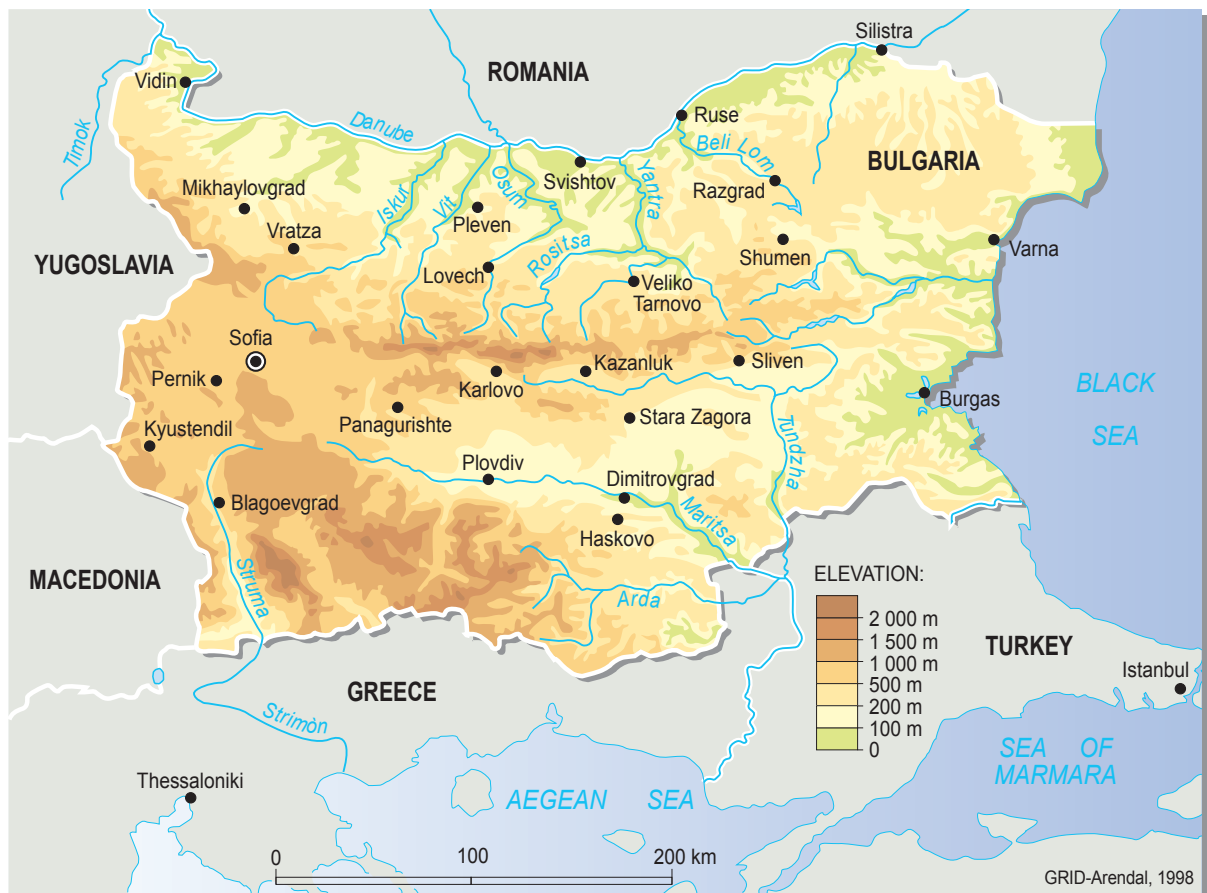 Silistra
ROMANIA
Vidin
Ruse
Timok
Danube
Beli Lom
BULGARIA
Svishtov
Yantra
Osum
Razgrad
Mikhaylovgrad
Iskur
Vit
Pleven
Vratza
Rositsa
Shumen
Varna
YUGOSLAVIA
Lovech
Veliko
Tarnovo
Sofia
Kazanluk
Sliven
Pernik
Karlovo
BLACK
SEA
Burgas
Panagurishte
Stara Zagora
Kyustendil
Tundzha
Plovdiv
Dimitrovgrad
Blagoevgrad
Maritsa
Haskovo
MACEDONIA
Struma
Arda
ELEVATION:
2 000 m
1 500 m
1 000 m
500 m
200 m
100 m
0
TURKEY
Istanbul
GREECE
Strimòn
SEA OF
MARMARA
Thessaloniki
AEGEAN SEA
0 100 200 km
GRID-Arendal, 1998